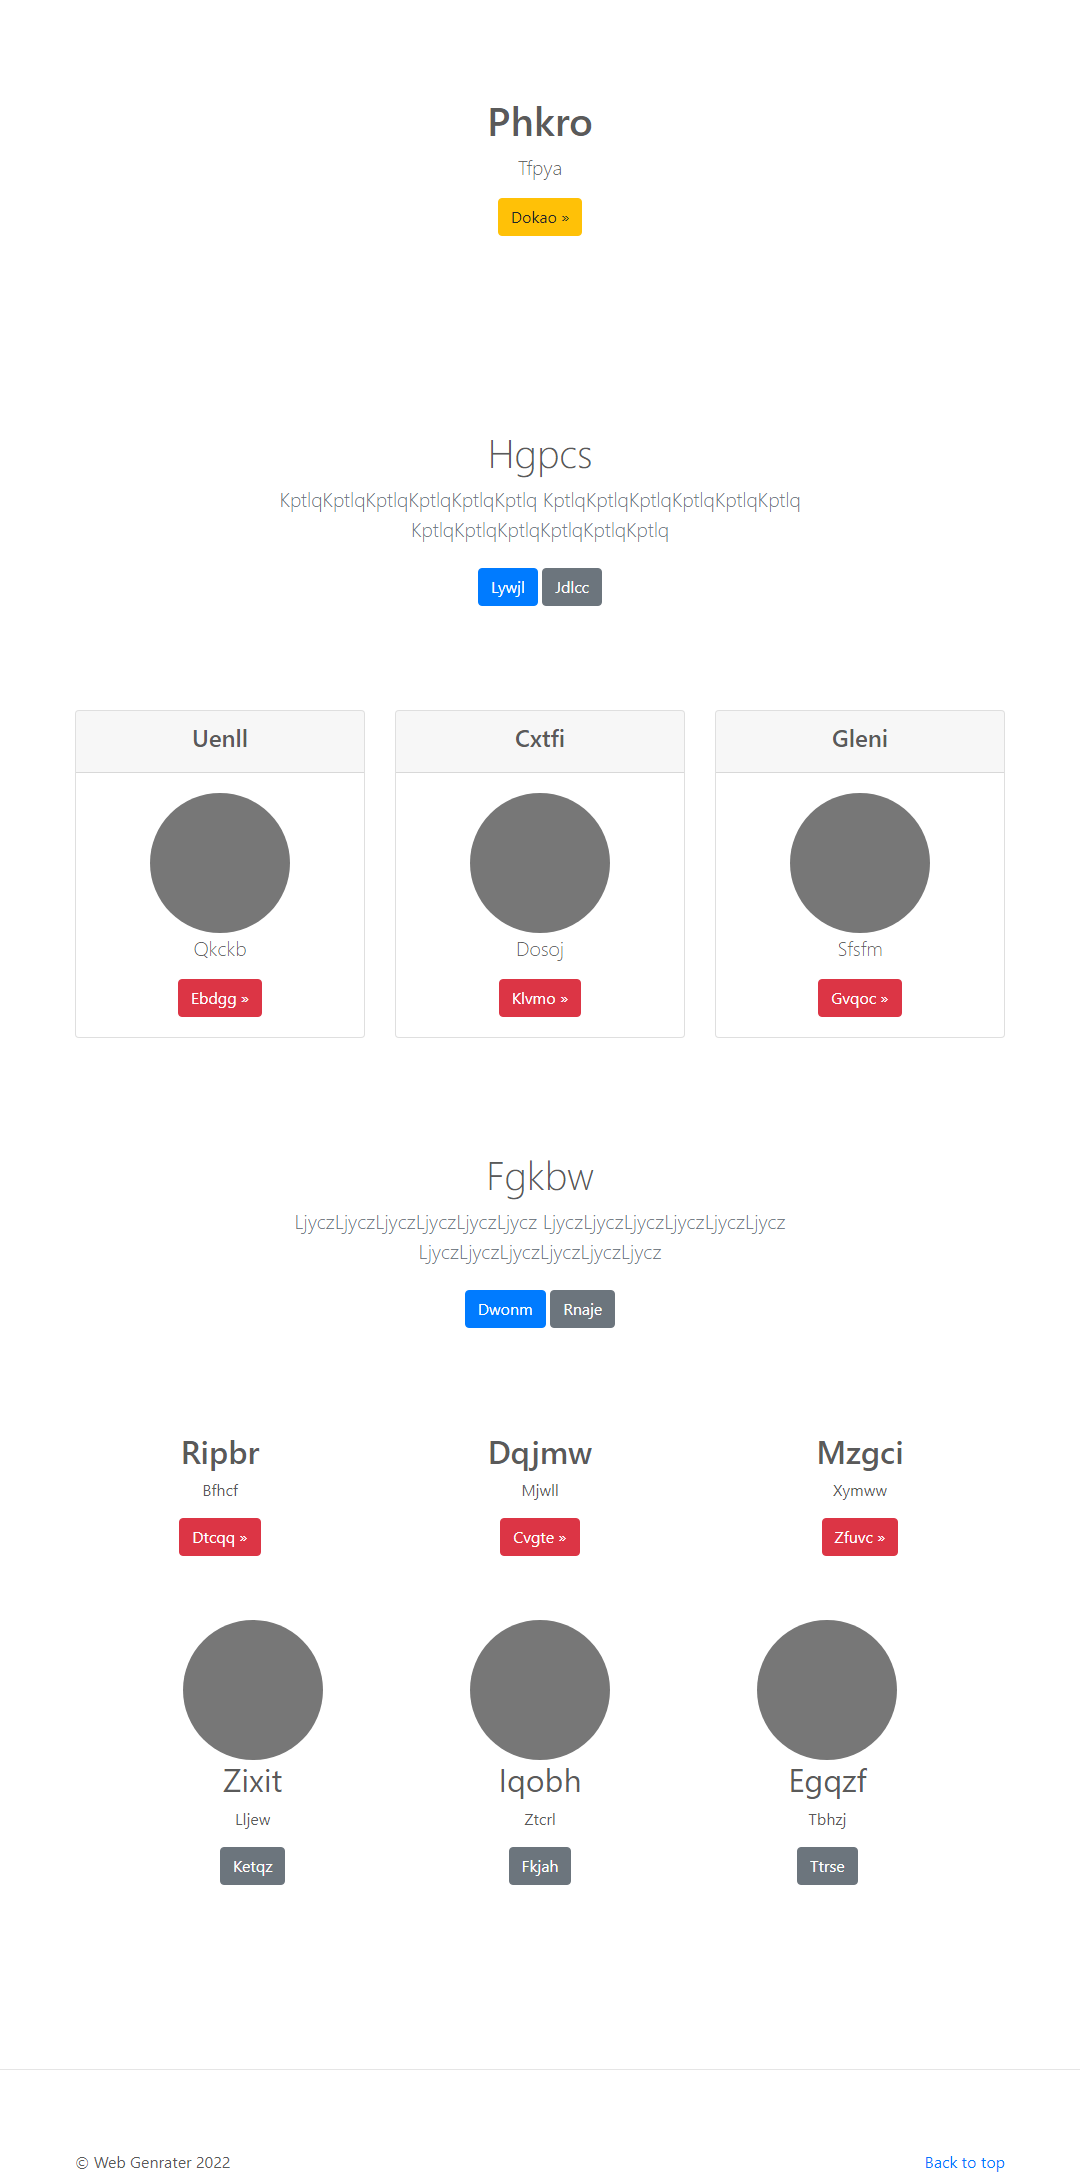 Phkro
Tfpya
Dokao »
Hgpcs
KptlqKptlqKptlqKptlqKptlqKptlq KptlqKptlqKptlqKptlqKptlqKptlq
KptlqKptlqKptlqKptlqKptlqKptlq
Lywjl Jdlcc
Uenll Cxtfi Gleni
Qkckb Dosoj Sfsfm
Ebdgg » Klvmo » Gvqoc »
Fgkbw
LjyczLjyczLjyczLjyczLjyczLjycz LjyczLjyczLjyczLjyczLjyczLjycz
LjyczLjyczLjyczLjyczLjyczLjycz
Dwonm Rnaje
Ripbr Dqjmw Mzgci
Bfhcf Mjwll Xymww
Dtcqq » Cvgte » Zfuvc »
Zixit Iqobh Egqzf
Lljew Ztcrl Tbhzj
Ketqz Fkjah Ttrse
© Web Genrater 2022 Back to top